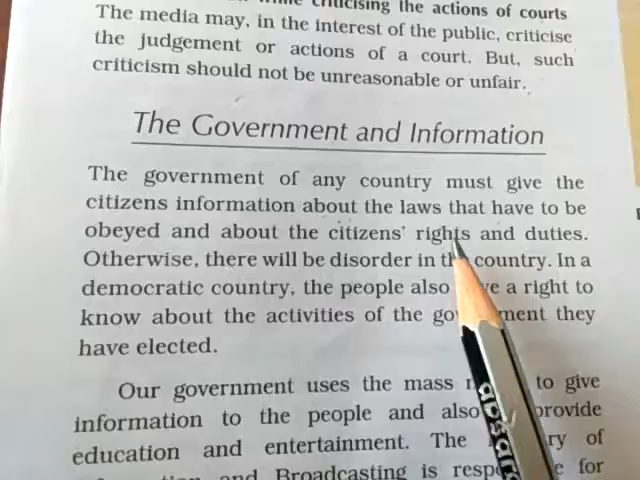 criticising the actions of courts
The media may, in the interest of the public, criticise
the judgement or actions of a court. But, such
criticism should not be unreasonable or unfair.
The Government and Information
The government of any country must give the
citizens information about the laws that have to be
obeyed and about the citizens' rights and duties.
Otherwise, there will be disorder in the country. In a
democratic country, the people also have a right to
know about the activities of the government they
have elected.
Our government uses the mass to give
information to the people and also provide
education and entertainment. The of
and Broadcasting is for
apsara